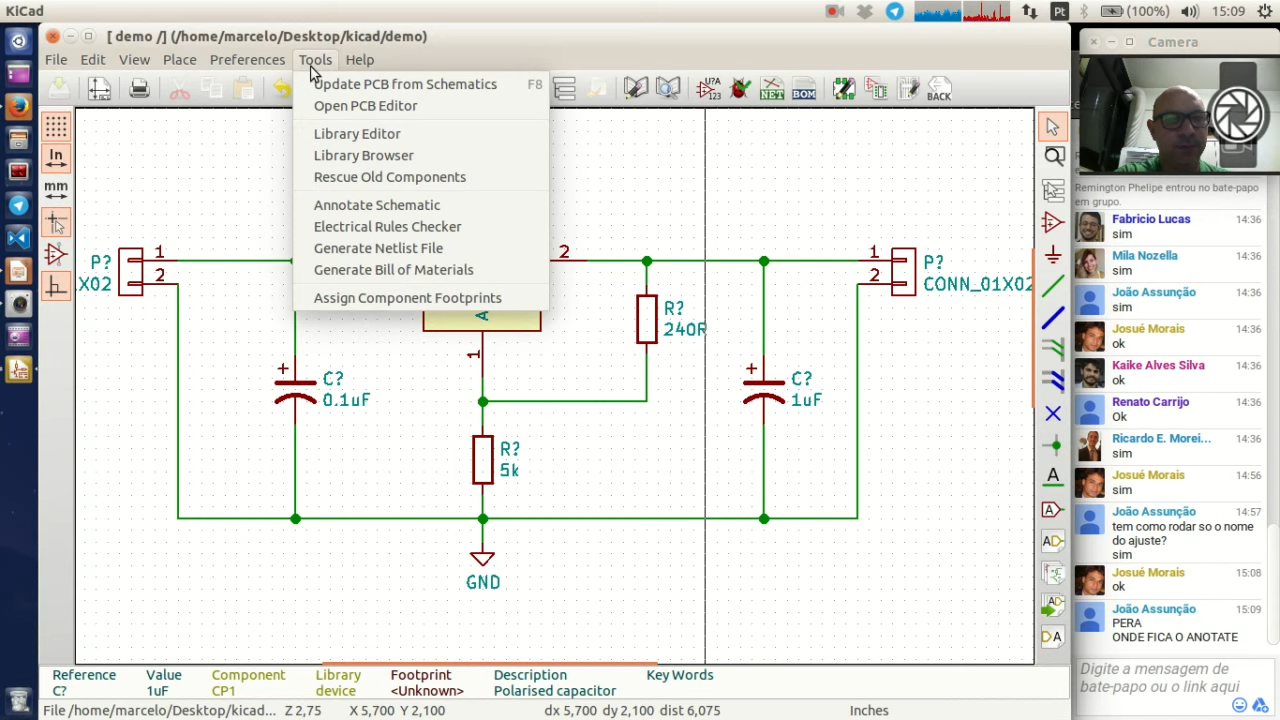 KiCad
Pt
(100%)
15:09
[ demo /] (/home/marcelo/Desktop/kicad/demo)
File Edit View Place Preferences Tools Help
Update PCB from Schematics F8
Open PCB Editor
Library Editor
Library Browser
Rescue Old Components
Annotate Schematic
Electrical Rules Checker
Generate Netlist File
Generate Bill of Materials
Assign Component Footprints
U?A
123
NET
BOM
BACK
In
mm
P?
X02
1
2
2
A
1
C?
0.1uF
R?
5k
GND
R?
240R
C?
1uF
1
2
P?
CONN_01X02
A
A
AD
AD
DA
Reference Value Component Library Footprint Description Key Words
C? 1uF CP1 device <Unknown> Polarised capacitor
File /home/marcelo/Desktop/kicad... Z 2,75 X 5,700 Y 2,100 dx 5,700 dy 2,100 dist 6,0 Inches
Camera
Remington Phelipe entrou no bate-papo
em grupo.
Fabricio Lucas 14:36
sim
Mila Nozella 14:36
sim
João Assunção 14:36
sim
Josué Morais 14:36
ok
Kaike Alves Silva 14:36
ok
Renato Carrijo 14:36
Ok
Ricardo E. Morei... 14:36
sim
Josué Morais 14:56
sim
João Assunção 14:57
tem como rodar so o nome
do ajuste?
sim
Josué Morais 15:08
ok
João Assunção 15:09
PERA
ONDE FICA O ANOTATE
Digite a mensagem de
bate-papo ou o link aqui